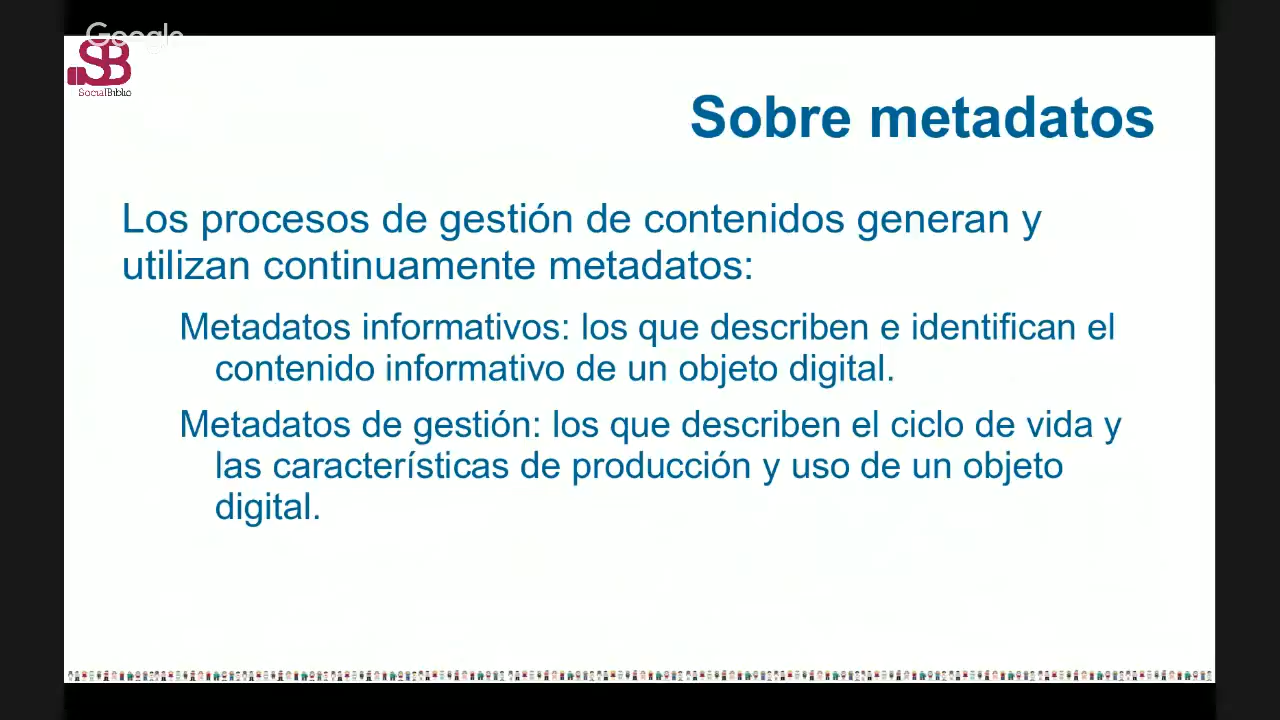 Google
SB
SocialBiblio
Sobre metadatos
Los procesos de gestión de contenidos generan y
utilizan continuamente metadatos:
Metadatos informativos: los que describen e identifican el
contenido informativo de un objeto digital.
Metadatos de gestión: los que describen el ciclo de vida y
las características de producción y uso de un objeto
digital.